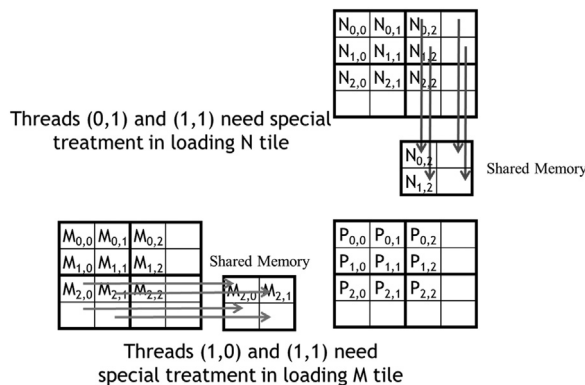 N0,0 N0,1 N0,2
N1,0 N1,1 N1,2
N2,0 N2,1 N2,2
Threads (0,1) and (1,1) need special
treatment in loading N tile
N0,2
N1,2
Shared Memory
M0,0 M0,1 M0,2
M1,0 M1,1 M1,2
M2,0 M2,1 M2,2
Shared Memory
M2,0 M2,1
P0,0 P0,1 P0,2
P1,0 P1,1 P1,2
P2,0 P2,1 P2,2
Threads (1,0) and (1,1) need
special treatment in loading M tile